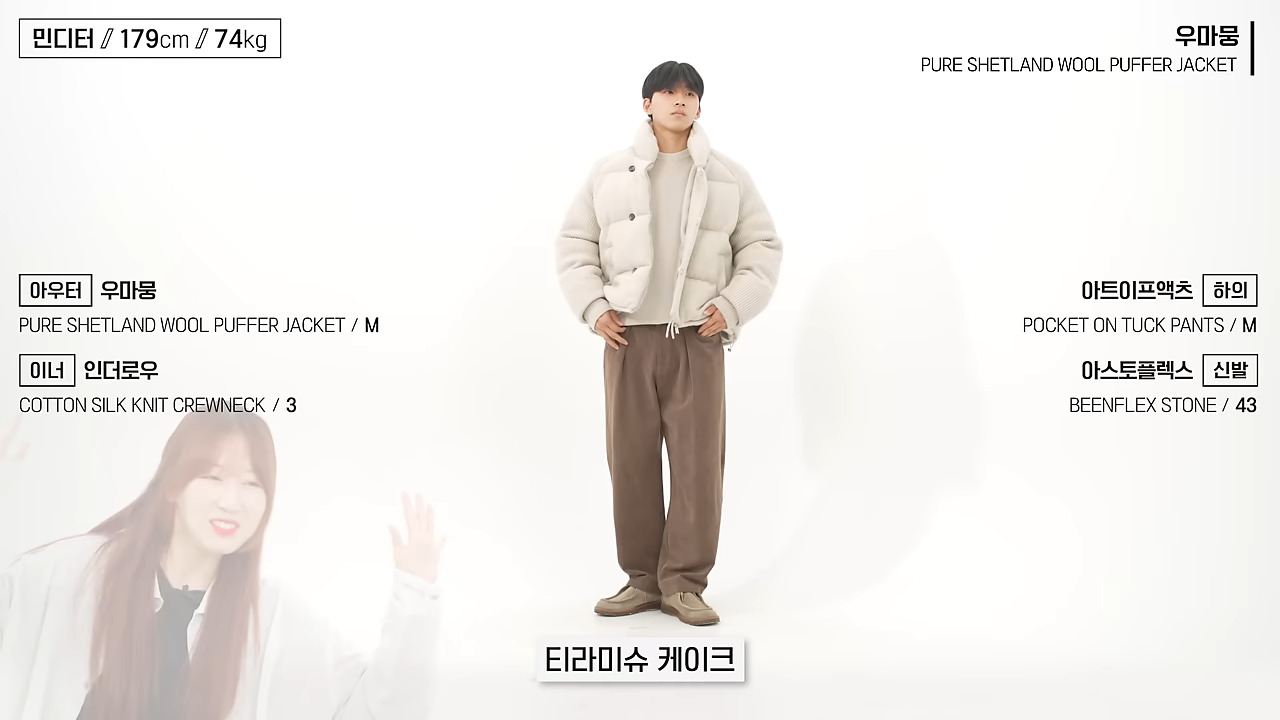 민디터 // 179cm // 74kg
우마뭉
PURE SHETLAND WOOL PUFFER JACKET
아우터 우마뭉
PURE SHETLAND WOOL PUFFER JACKET / M
이너 인더로우
COTTON SILK KNIT CREWNECK / 3
아트이프액츠 하의
POCKET ON TUCK PANTS / M
아스토플렉스 신발
BEENFLEX STONE / 43
티라미슈 케이크